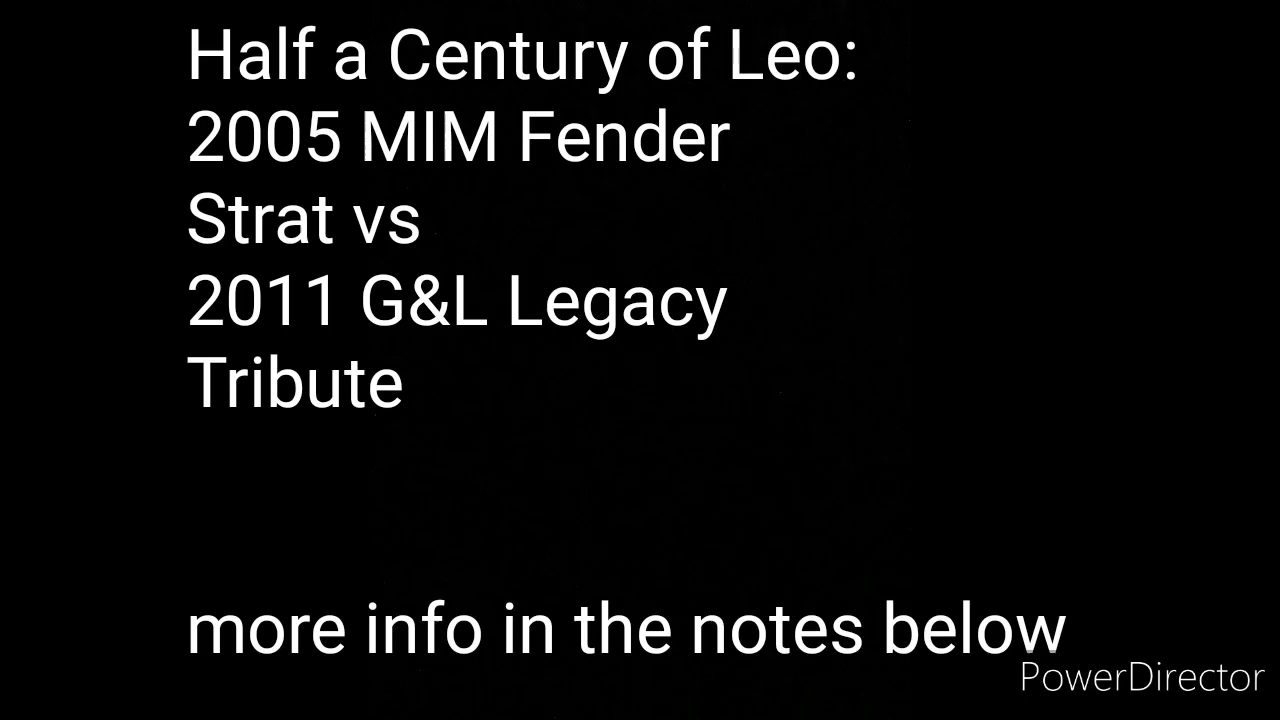 Half a Century of Leo:
2005 MIM Fender
Strat vs
2011 G&L Legacy
Tribute
more info in the notes below
PowerDirector